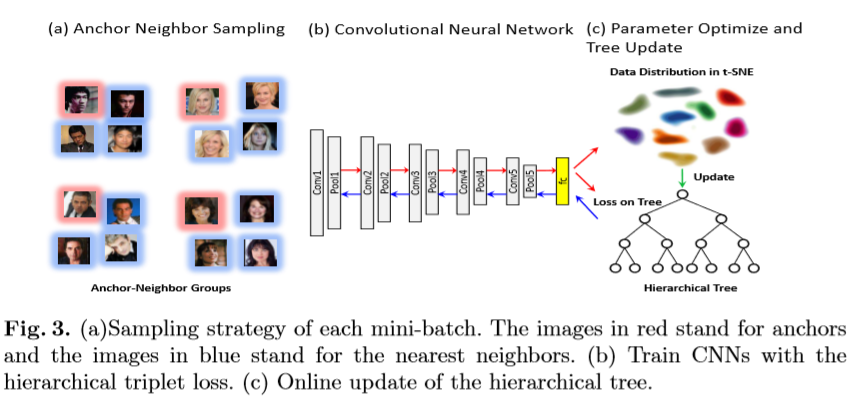 (a) Anchor Neighbor Sampling
(b) Convolutional Neural Network
(c) Parameter Optimize and
Tree Update
Data Distribution in t-SNE
Conv1
Pool1
Conv2
Pool2
Conv3
Pool3
Conv4
Pool4
Conv5
Pool5
fc
Update
Loss on Tree
Anchor-Neighbor Groups
Hierarchical Tree
Fig. 3. (a)Sampling strategy of each mini-batch. The images in red stand for anchors
and the images in blue stand for the nearest neighbors. (b) Train CNNs with the
hierarchical triplet loss. (c) Online update of the hierarchical tree.